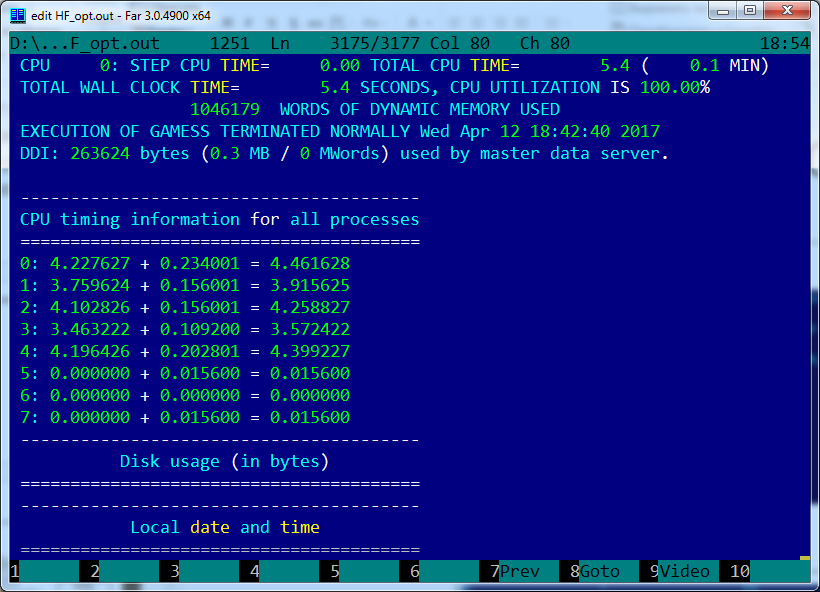 edit HF_opt.out - Far 3.0.4900 x64
D:\...F_opt.out 1251 Ln 3175/3177 Col 80 Ch 80 18:54
CPU 0: STEP CPU TIME= 0.00 TOTAL CPU TIME= 5.4 ( 0.1 MIN)
TOTAL WALL CLOCK TIME= 5.4 SECONDS, CPU UTILIZATION IS 100.00%
1046179 WORDS OF DYNAMIC MEMORY USED
EXECUTION OF GAMESS TERMINATED NORMALLY Wed Apr 12 18:42:40 2017
DDI: 263624 bytes (0.3 MB / 0 MWords) used by master data server.
----------------------------------------
CPU timing information for all processes
========================================
0: 4.227627 + 0.234001 = 4.461628
1: 3.759624 + 0.156001 = 3.915625
2: 4.102826 + 0.156001 = 4.258827
3: 3.463222 + 0.109200 = 3.572422
4: 4.196426 + 0.202801 = 4.399227
5: 0.000000 + 0.015600 = 0.015600
6: 0.000000 + 0.000000 = 0.000000
7: 0.000000 + 0.015600 = 0.015600
----------------------------------------
Disk usage (in bytes)
========================================
----------------------------------------
Local date and time
========================================
1 2 3 4 5 6 7Prev 8Goto 9Video 10